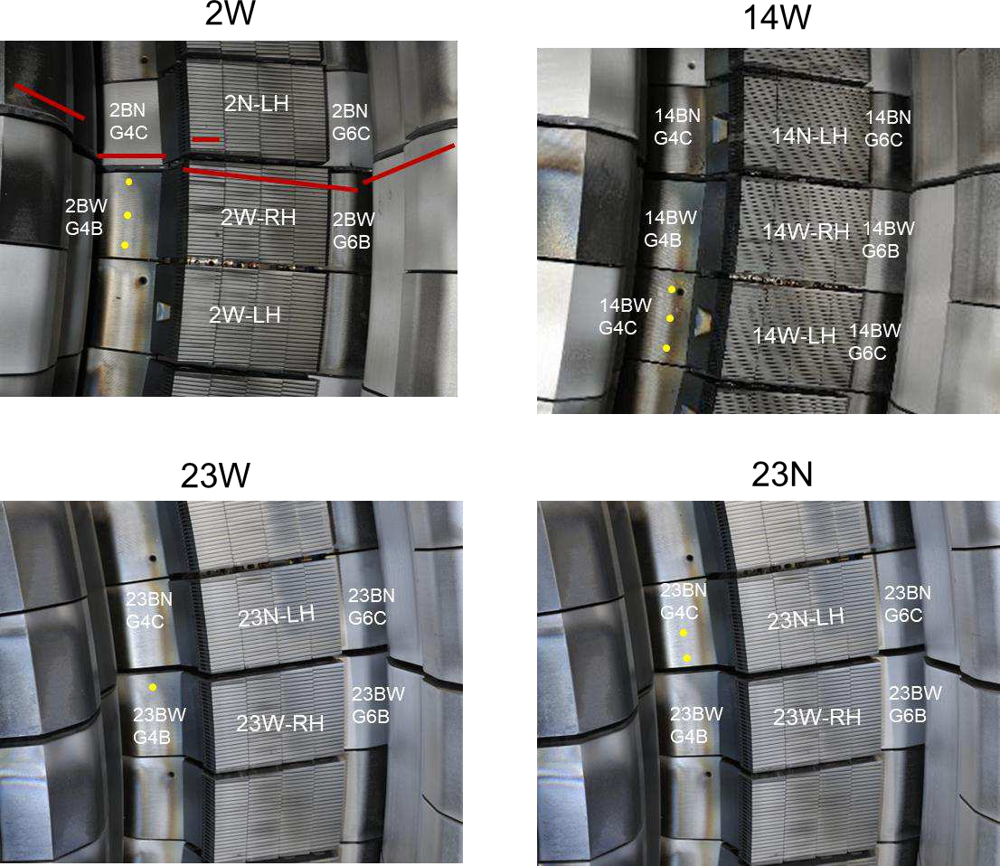 2W
2N-LH
2BN
G4C
2BN
G6C
2BW
G4B
2W-RH
2BW
G6B
2W-LH
14W
14BN
G4C
14N-LH
14BN
G6C
14BW
G4B
14W-RH
14BW
G6B
14BW
G4C
14W-LH
14BW
G6C
23W
23BN
G4C
23N-LH
23BN
G6C
23BW
G4B
23W-RH
23BW
G6B
23N
23BN
G4C
23N-LH
23BN
G6C
23BW
G4B
23W-RH
23BW
G6B